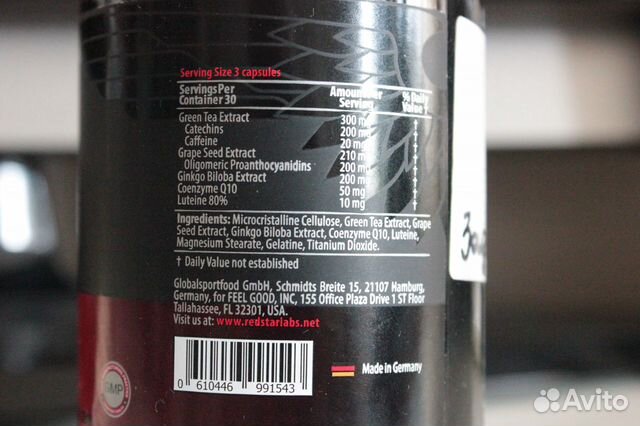 Serving Size 3 capsules
Servings Per Container 30 Amount Per Serving % Daily Value †
Green Tea Extract 300 mg †
Catechins 200 mg †
Caffeine 20 mg †
Grape Seed Extract 210 mg †
Oligomeric Proanthocyanidins 200 mg †
Ginkgo Biloba Extract 200 mg †
Coenzyme Q10 50 mg †
Luteine 80% 10 mg †
Ingredients: Microcristalline Cellulose, Green Tea Extract, Grape
Seed Extract, Ginkgo Biloba Extract, Coenzyme Q10, Luteine,
Magnesium Stearate, Gelatine, Titanium Dioxide.
† Daily Value not established
Globalsportfood GmbH, Schmidts Breite 15, 21107 Hamburg,
Germany, for FEEL GOOD, INC, 155 Office Plaza Drive 1 ST Floor
Tallahassee, FL 32301, USA.
Visit us at: www.redstarlabs.net
0 610446 991543
Made in Germany
GMP
Avito